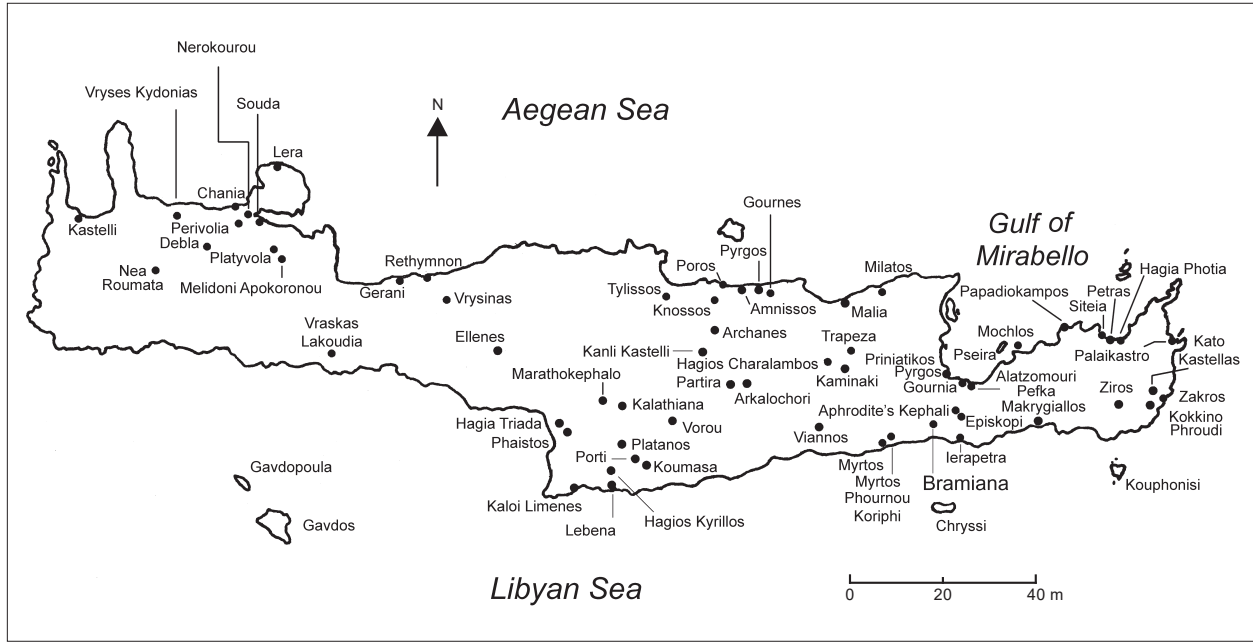 Nerokourou
Vryses Kydonias
Souda
N
Aegean Sea
Lera
Chania
Kastelli
Perivolia
Debla
Platyvola
Nea
Roumata
Melidoni Apokoronou
Rethymnon
Gerani
Vrysinas
Vraskas
Lakoudia
Ellenes
Gournes
Pyrgos
Poros
Tylissos
Knossos
Amnissos
Milatos
Malia
Archanes
Kanli Kastelli
Trapeza
Hagios Charalambos
Kaminaki
Partira
Arkalochori
Marathokephalo
Kalathiana
Vorou
Hagia Triada
Phaistos
Platanos
Porti
Koumasa
Kaloi Limenes
Lebena
Hagios Kyrillos
Viannos
Gulf of
Mirabello
Hagia Photia
Papadiokampos
Petras
Siteia
Mochlos
Pseira
Palaikastro
Kato
Kastellas
Priniatikos
Pyrgos
Gournia
Alatzomouri
Pefka
Makrygiallos
Ziros
Zakros
Kokkino
Phroudi
Aphrodite's Kephali
Episkopi
Ierapetra
Myrtos
Myrtos
Phournou
Koriphi
Bramiana
Chryssi
Kouphonisi
Gavdopoula
Gavdos
Libyan Sea
0 20 40 m